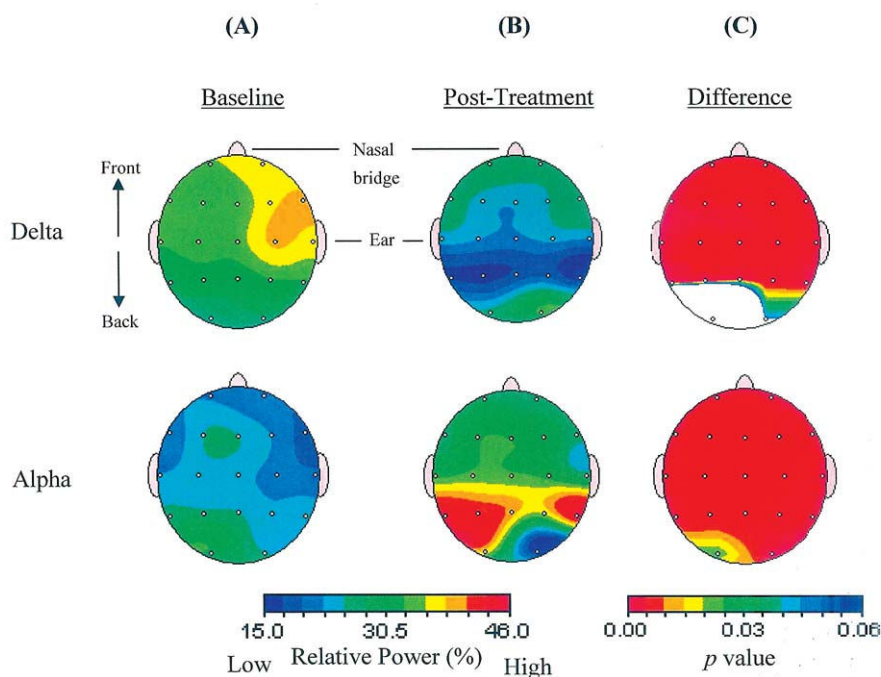 (A) (B) (C)
Baseline Post-Treatment Difference
Front
Nasal
bridge
Delta
Ear
Back
Alpha
15.0 30.5 46.0
Low Relative Power (%) High
0.00 0.03 0.06
p value